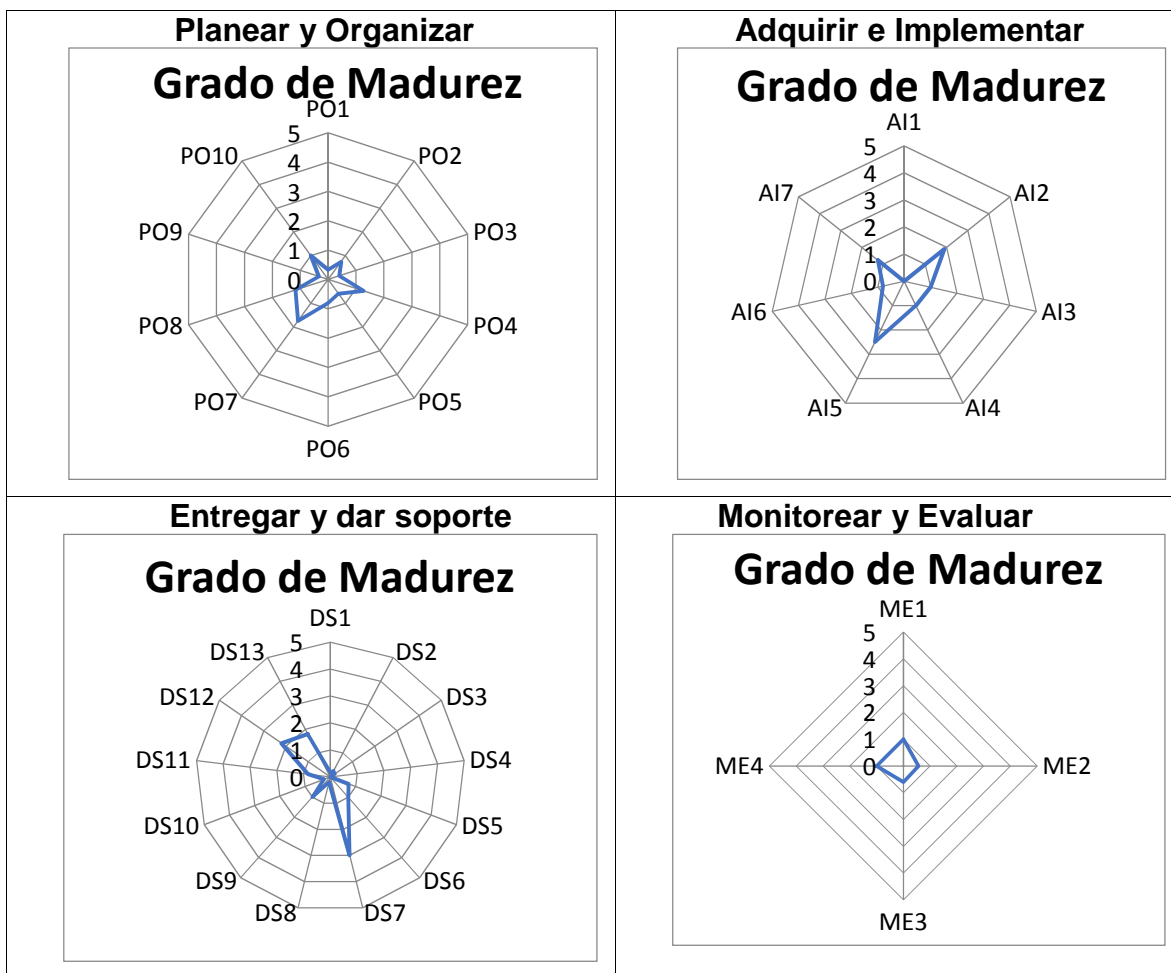 Planear y Organizar
Grado de Madurez
PO1
PO2
PO3
PO4
PO5
PO6
PO7
PO8
PO9
PO10
5
4
3
2
1
0
Adquirir e Implementar
Grado de Madurez
AI1
AI2
AI3
AI4
AI5
AI6
AI7
5
4
3
2
1
0
Entregar y dar soporte
Grado de Madurez
DS1
DS2
DS3
DS4
DS5
DS6
DS7
DS8
DS9
DS10
DS11
DS12
DS13
5
4
3
2
1
0
Monitorear y Evaluar
Grado de Madurez
ME1
ME2
ME3
ME4
5
4
3
2
1
0